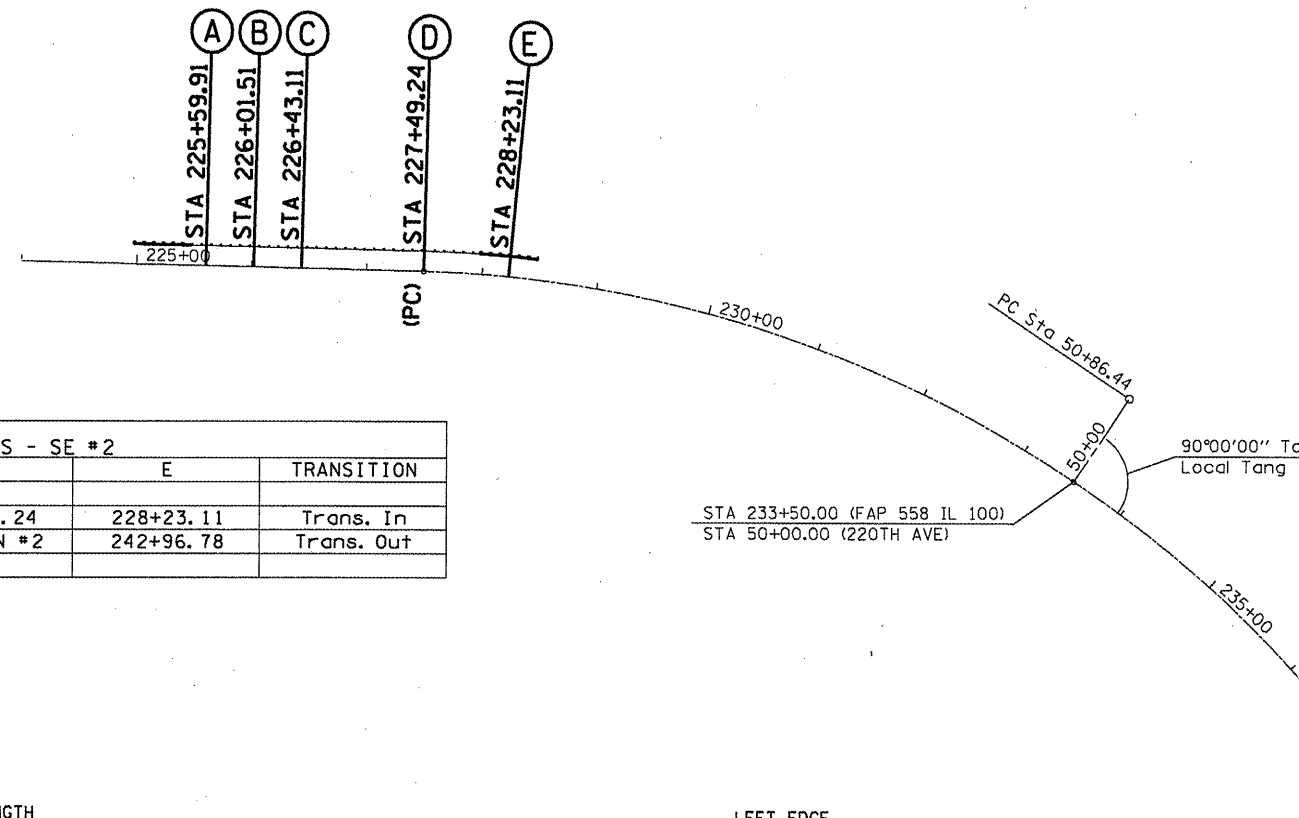 A B C D E
STA 225+59.91
STA 226+01.51
STA 226+43.11
STA 227+49.24
STA 228+23.11
225+00
(PC)
230+00
PC Sta 50+86.44
50+00
90°00'00" To
Local Tang
STA 233+50.00 (FAP 558 IL 100)
STA 50+00.00 (220TH AVE)
235+00
S - SE #2
E TRANSITION
.24 228+23.11 Trans. In
N #2 242+96.78 Trans. Out
NGTH
LEFT EDGE